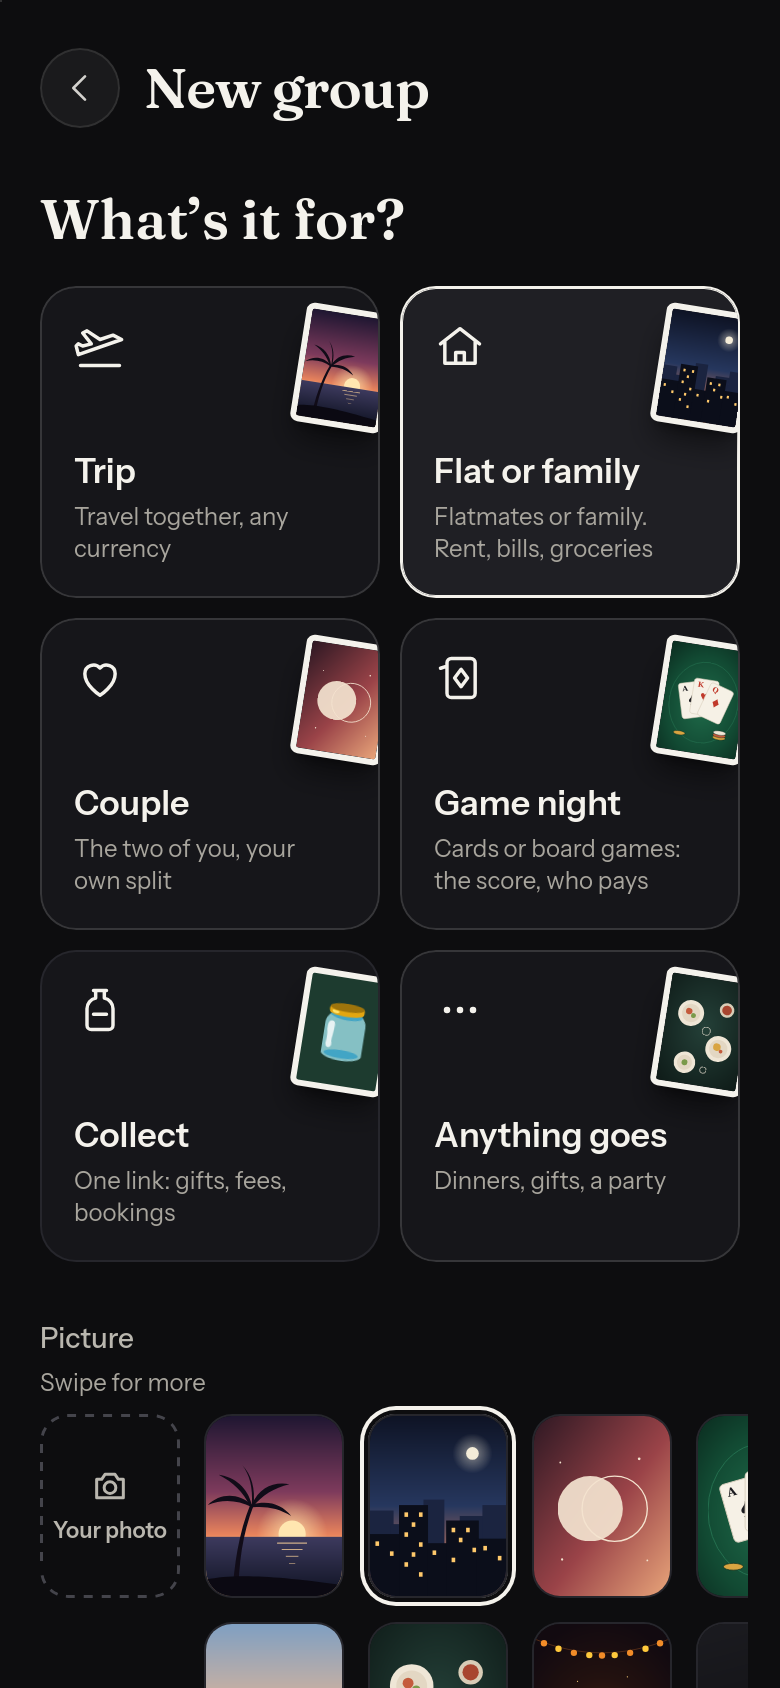 New group
What’s it for?
Trip
Travel together, any
currency
Flat or family
Flatmates or family.
Rent, bills, groceries
Couple
The two of you, your
own split
A K Q
Game night
Cards or board games:
the score, who pays
Collect
One link: gifts, fees,
bookings
Anything goes
Dinners, gifts, a party
Picture
Swipe for more
Your photo
A